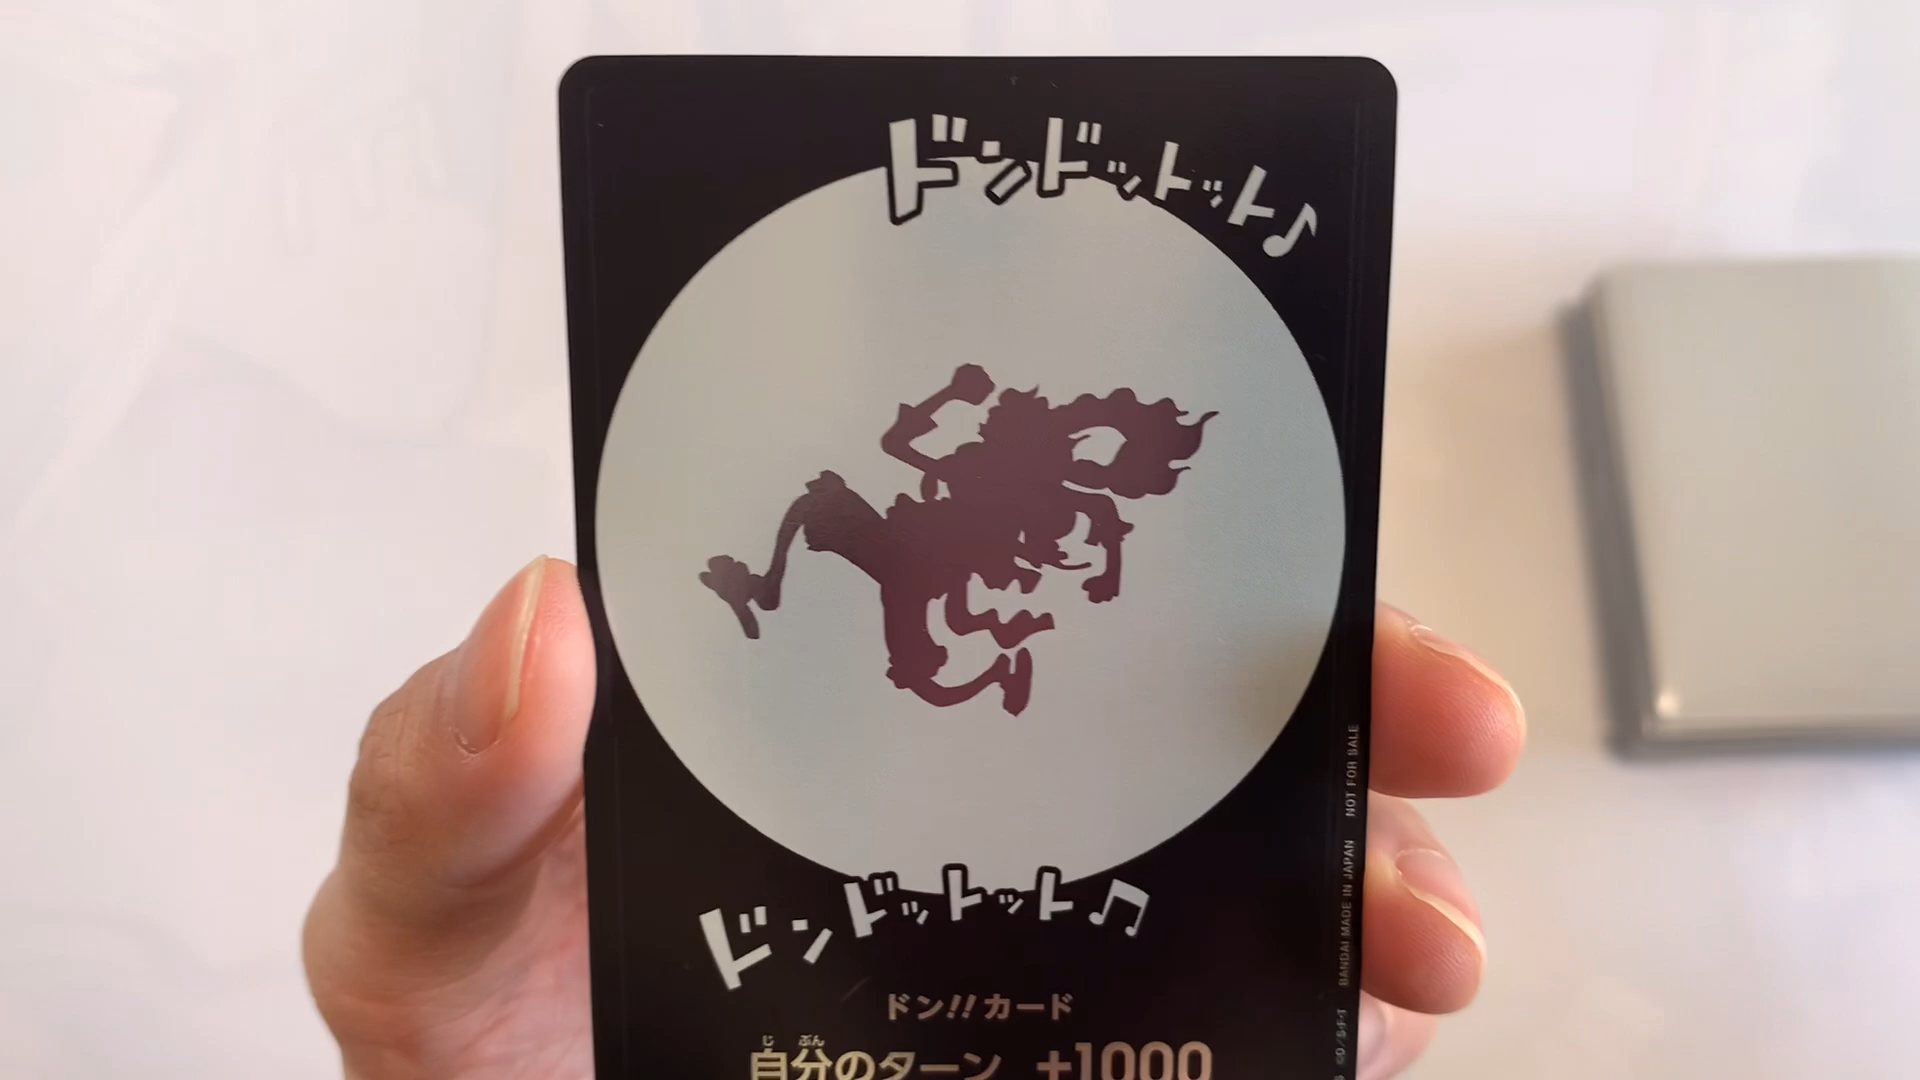 ドンドットット♪
ドンドットット♫
ドン!!カード
自分のターン +1000
じ ぶん
BANDAI MADE IN JAPAN NOT FOR SALE